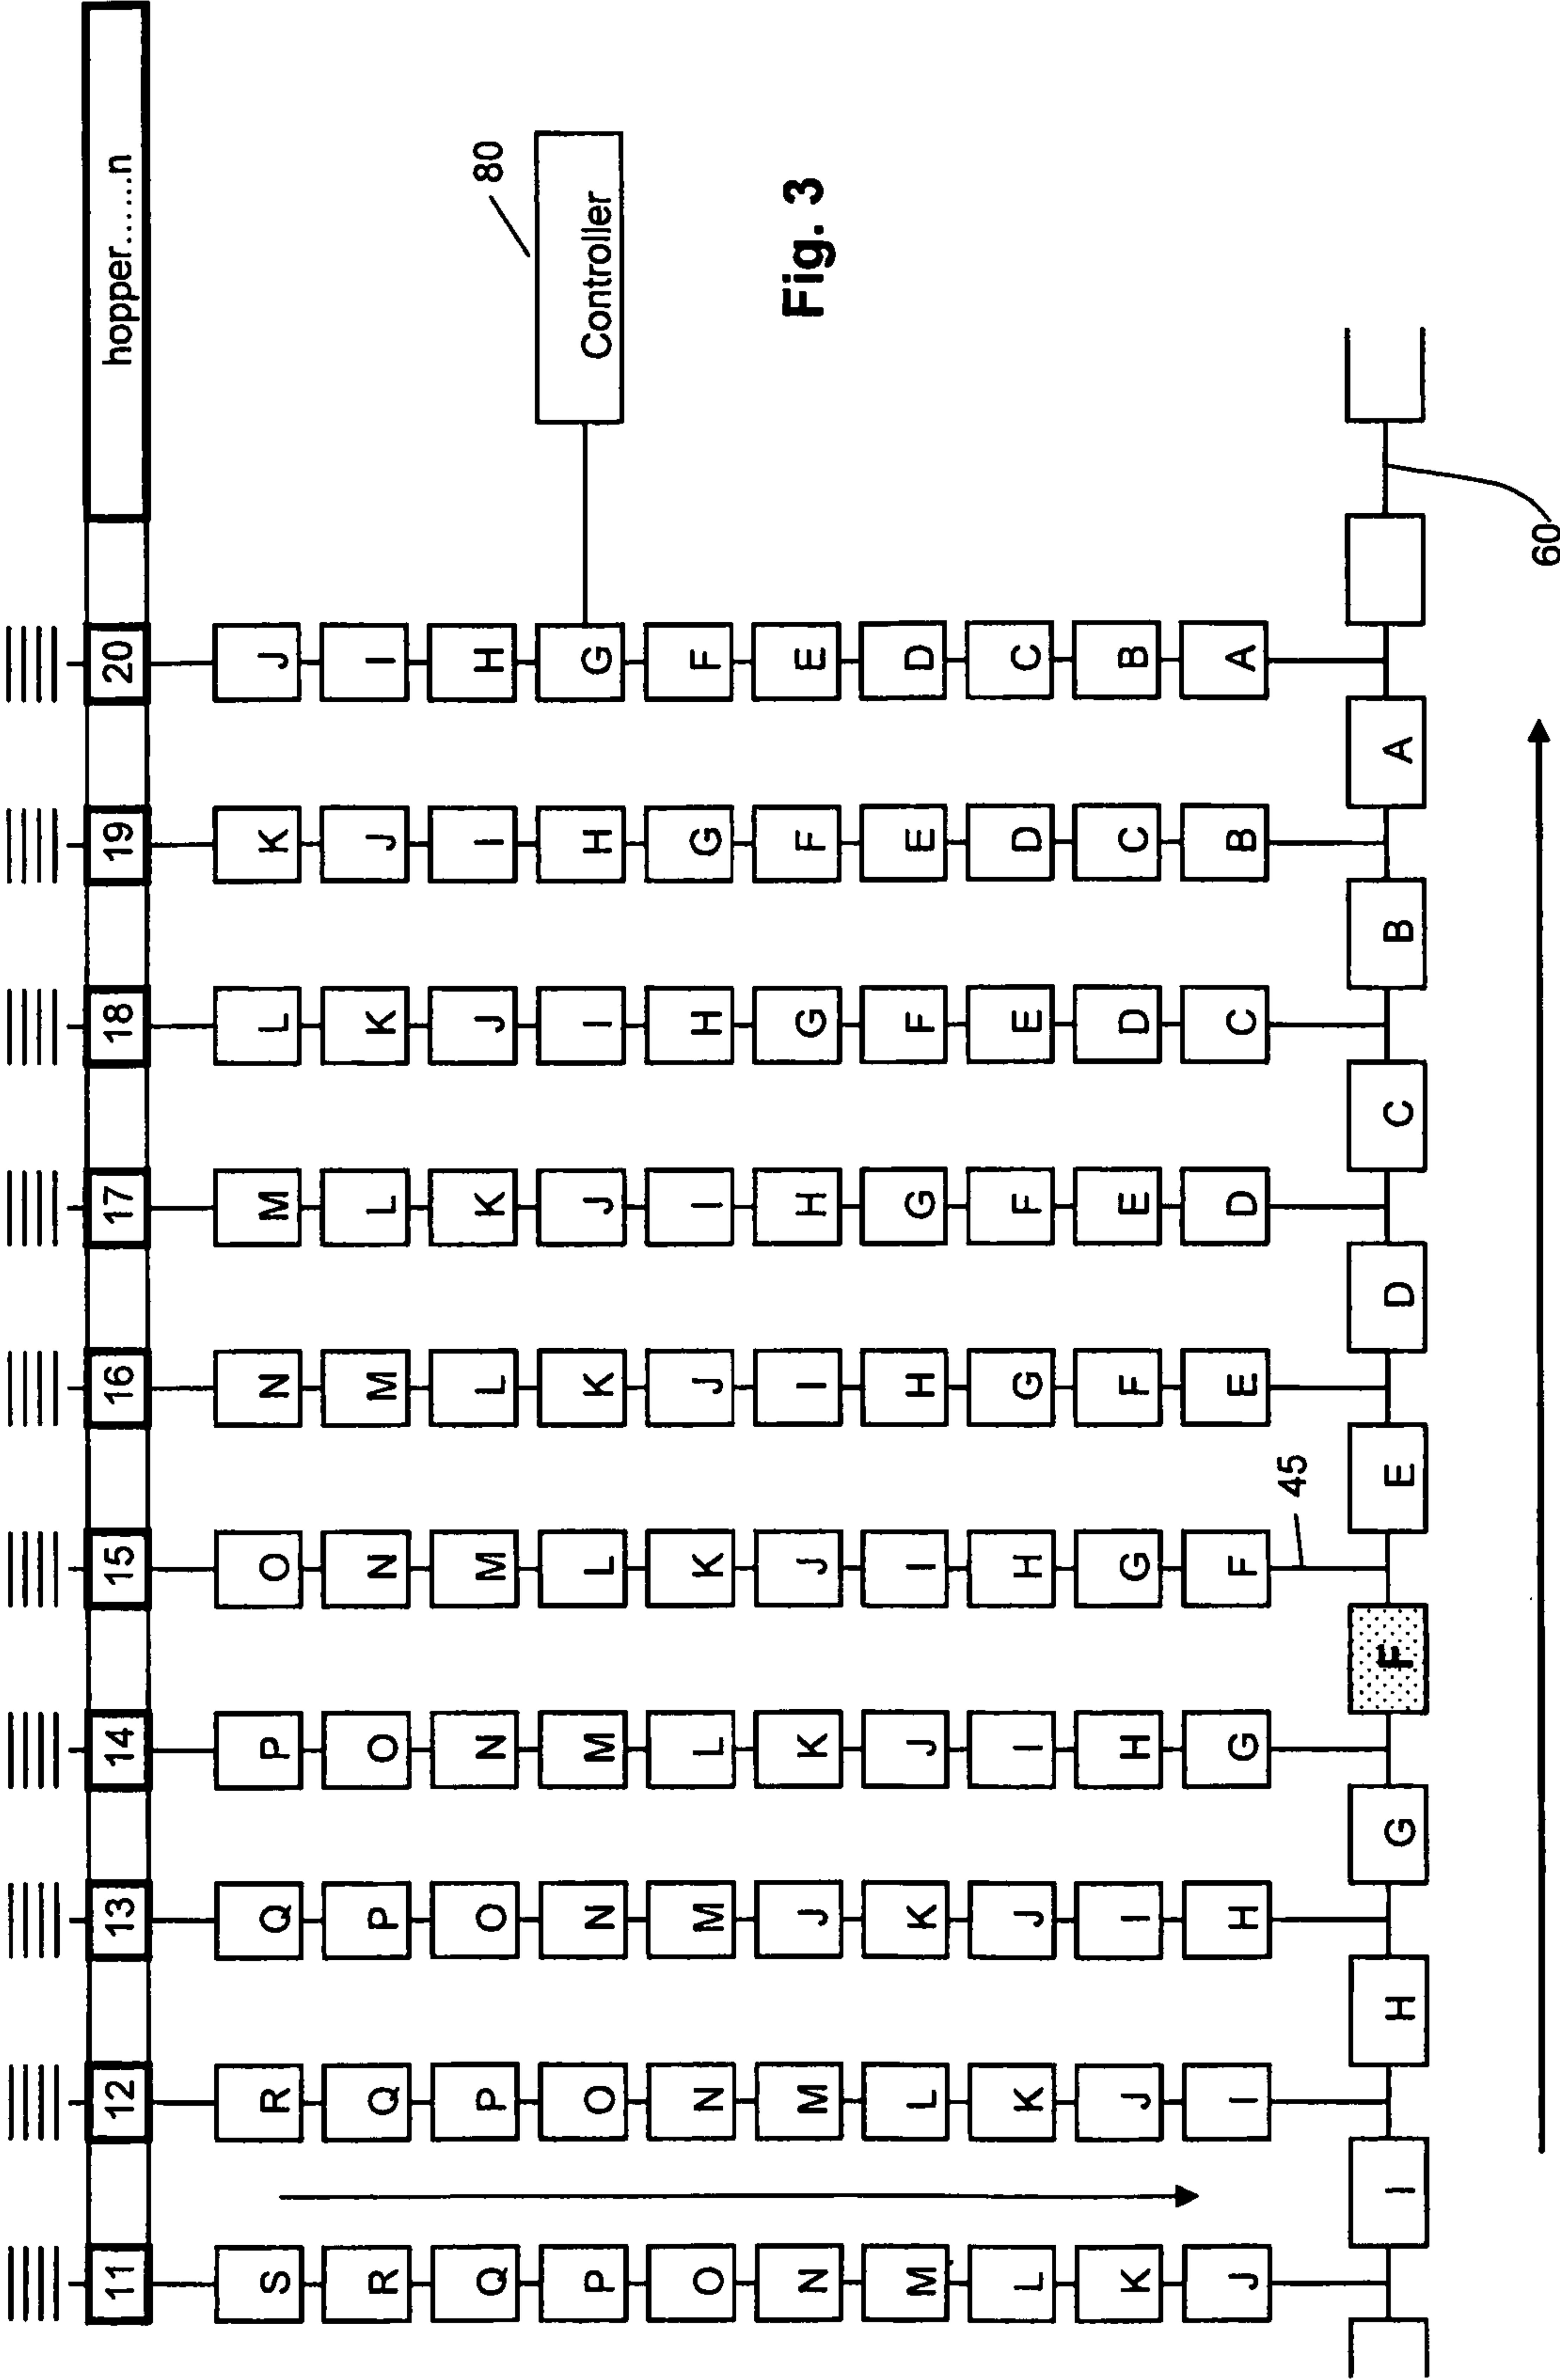 11 12 13 14 15 16 17 18 19 20 hopper......n
S R Q P O N M L K J
R Q P O N M L K J I
Q P O N M L K J I H
80
P O N M L K J I H G Controller
O N M L K J I H G F
N M J K J I H G F E
Fig. 3
M L K J I H G F E D
L K J I H G F E D C
K J I H G F E D C B
J I H G F E D C B A
45
I H G F E D C B A
60